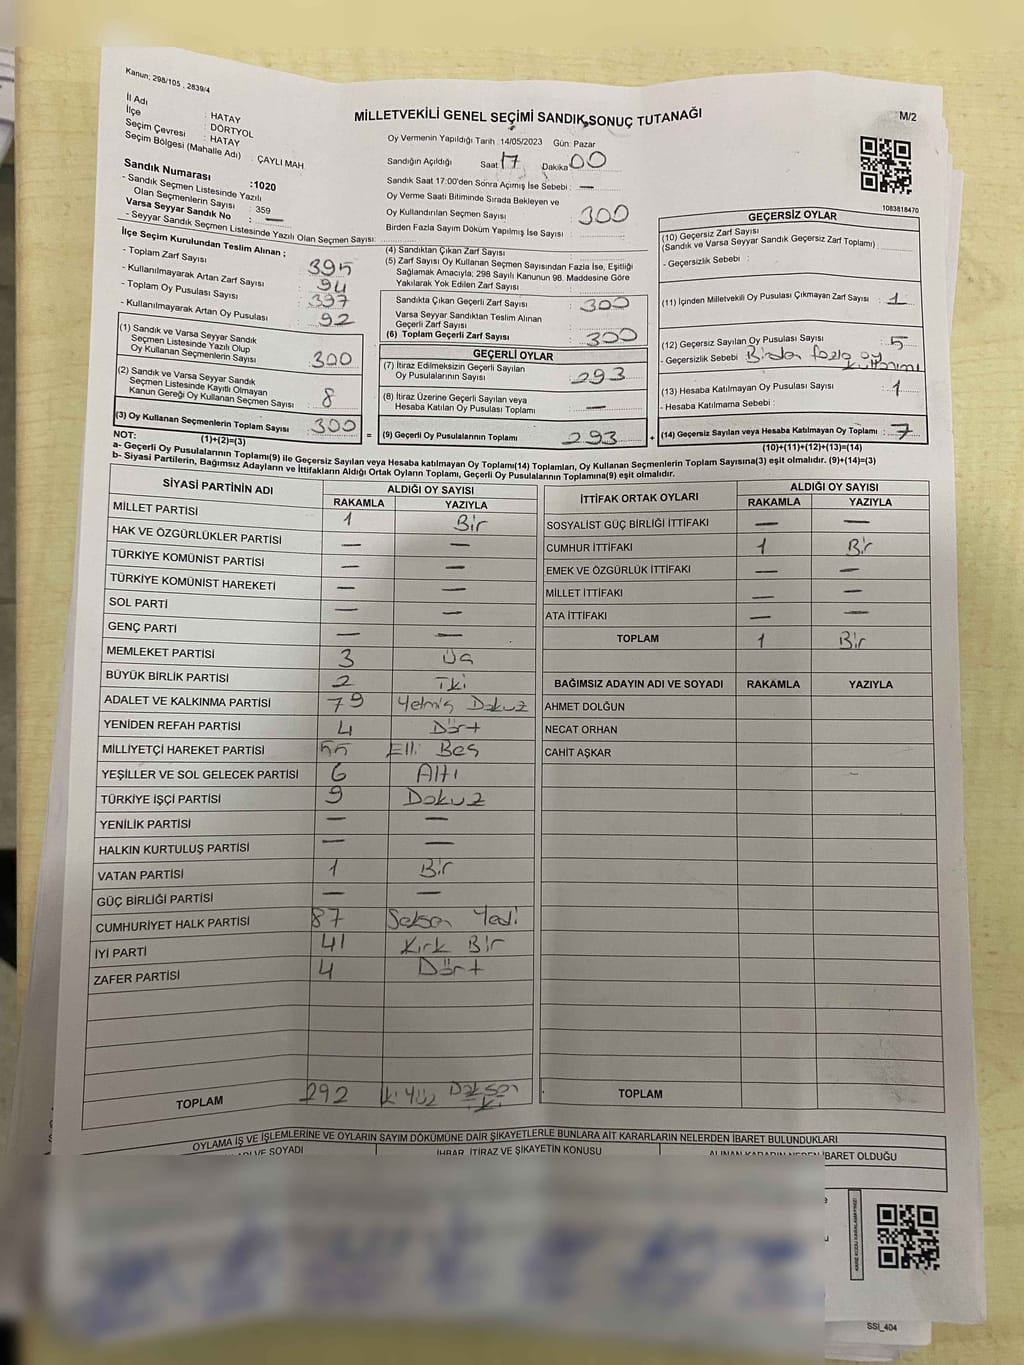 Kanun; 298/105 , 2839/4
İl Adı : HATAY
İlçe : DÖRTYOL
Seçim Çevresi : HATAY
Seçim Bölgesi (Mahalle Adı) : ÇAYLI MAH.
MİLLETVEKİLİ GENEL SEÇİMİ SANDIK SONUÇ TUTANAĞI
M/2
Oy Vermenin Yapıldığı Tarih : 14/05/2023 Gün: Pazar
Sandık Numarası :1020
- Sandık Seçmen Listesinde Yazılı
Olan Seçmenlerin Sayısı : 359
Varsa Seyyar Sandık No : —
- Seyyar Sandık Seçmen Listesinde Yazılı Olan Seçmen Sayısı:
Sandığın Açıldığı Saat 17 Dakika 00
Sandık Saat 17:00'den Sonra Açımış İse Sebebi : —
Oy Verme Saati Bitiminde Sırada Bekleyen ve
Oy Kullandırılan Seçmen Sayısı : 300
Birden Fazla Sayım Döküm Yapılmış İse Sayısı :
1083818470
İlçe Seçim Kurulundan Teslim Alınan ;
- Toplam Zarf Sayısı : 395
- Kullanılmayarak Artan Zarf Sayısı : 94
- Toplam Oy Pusulası Sayısı : 397
- Kullanılmayarak Artan Oy Pusulası : 92
(1) Sandık ve Varsa Seyyar Sandık
Seçmen Listesinde Yazılı Olup
Oy Kullanan Seçmenlerin Sayısı : 300
(2) Sandık ve Varsa Seyyar Sandık
Seçmen Listesinde Kayıtlı Olmayan
Kanun Gereği Oy Kullanan Seçmen Sayısı : 8
(3) Oy Kullanan Seçmenlerin Toplam Sayısı : 300
(1)+(2)=(3)
(4) Sandıktan Çıkan Zarf Sayısı :
(5) Zarf Sayısı Oy Kullanan Seçmen Sayısından Fazla İse, Eşitliği
Sağlamak Amacıyla; 298 Sayılı Kanunun 98. Maddesine Göre
Yakılarak Yok Edilen Zarf Sayısı :
Sandıkta Çıkan Geçerli Zarf Sayısı : 300
Varsa Seyyar Sandıktan Teslim Alınan
Geçerli Zarf Sayısı :
(6) Toplam Geçerli Zarf Sayısı : 300
GEÇERLİ OYLAR
(7) İtiraz Edilmeksizin Geçerli Sayılan
Oy Pusulalarının Sayısı : 293
(8) İtiraz Üzerine Geçerli Sayılan veya
Hesaba Katılan Oy Pusulası Toplamı : —
= (9) Geçerli Oy Pusulalarının Toplamı : 293 +
GEÇERSİZ OYLAR
(10) Geçersiz Zarf Sayısı
(Sandık ve Varsa Seyyar Sandık Geçersiz Zarf Toplamı) :
- Geçersizlik Sebebi :
(11) İçinden Milletvekili Oy Pusulası Çıkmayan Zarf Sayısı : 1
(12) Geçersiz Sayılan Oy Pusulası Sayısı : 5
- Geçersizlik Sebebi : Birden fazla oy
kullanımı
(13) Hesaba Katılmayan Oy Pusulası Sayısı : 1
- Hesaba Katılmama Sebebi :
(14) Geçersiz Sayılan veya Hesaba Katılmayan Oy Toplamı : 7
(10)+(11)+(12)+(13)=(14)
NOT:
a- Geçerli Oy Pusulalarının Toplamı(9) ile Geçersiz Sayılan veya Hesaba katılmayan Oy Toplamı(14) Toplamları, Oy Kullanan Seçmenlerin Toplam Sayısına(3) eşit olmalıdır. (9)+(14)=(3)
b- Siyasi Partilerin, Bağımsız Adayların ve İttifakların Aldığı Ortak Oyların Toplamı, Geçerli Oy Pusulalarının Toplamına(9) eşit olmalıdır.
SİYASİ PARTİNİN ADI ALDIĞI OY SAYISI
RAKAMLA YAZIYLA
MİLLET PARTİSİ 1 Bir
HAK VE ÖZGÜRLÜKLER PARTİSİ — —
TÜRKİYE KOMÜNİST PARTİSİ — —
TÜRKİYE KOMÜNİST HAREKETİ — —
SOL PARTİ — —
GENÇ PARTİ — —
MEMLEKET PARTİSİ 3 Üç
BÜYÜK BİRLİK PARTİSİ 2 İki
ADALET VE KALKINMA PARTİSİ 79 Yetmiş Dokuz
YENİDEN REFAH PARTİSİ 4 Dört
MİLLİYETÇİ HAREKET PARTİSİ 55 Elli Beş
YEŞİLLER VE SOL GELECEK PARTİSİ 6 Altı
TÜRKİYE İŞÇİ PARTİSİ 9 Dokuz
YENİLİK PARTİSİ — —
HALKIN KURTULUŞ PARTİSİ — —
VATAN PARTİSİ 1 Bir
GÜÇ BİRLİĞİ PARTİSİ — —
CUMHURİYET HALK PARTİSİ 87 Seksen Yedi
İYİ PARTİ 41 Kırk Bir
ZAFER PARTİSİ 4 Dört
TOPLAM 292 İki Yüz Doksan
İki
İTTİFAK ORTAK OYLARI ALDIĞI OY SAYISI
RAKAMLA YAZIYLA
SOSYALİST GÜÇ BİRLİĞİ İTTİFAKI — —
CUMHUR İTTİFAKI 1 Bir
EMEK VE ÖZGÜRLÜK İTTİFAKI — —
MİLLET İTTİFAKI — —
ATA İTTİFAKI — —
TOPLAM 1 Bir
BAĞIMSIZ ADAYIN ADI VE SOYADI RAKAMLA YAZIYLA
AHMET DOLĞUN
NECAT ORHAN
CAHİT AŞKAR
TOPLAM
OYLAMA İŞ VE İŞLEMLERİNE VE OYLARIN SAYIM DÖKÜMÜNE DAİR ŞİKAYETLERLE BUNLARA AİT KARARLARIN NELERDEN İBARET BULUNDUKLARI
VE SOYADI İHBAR, İTİRAZ VE ŞİKAYETİN KONUSU ALINAN KARARIN NEDEN İBARET OLDUĞU
SSİ_404